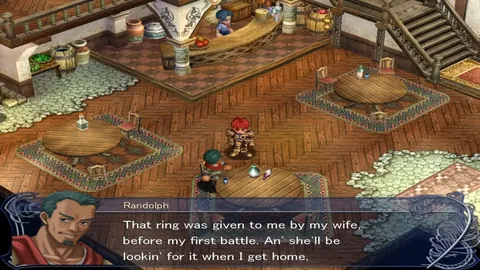 Randolph
That ring was given to me by my wife,
before my first battle. An' she'll be
lookin' for it when I get home.